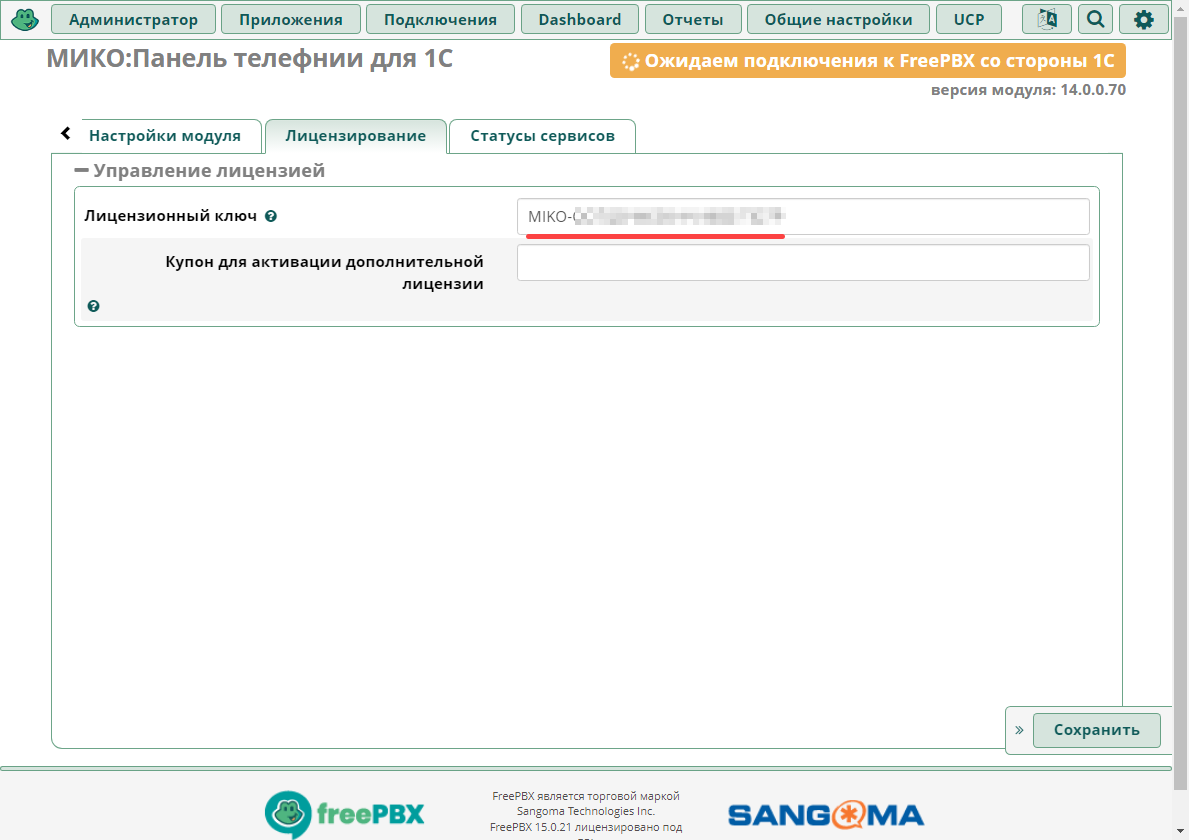 Администратор Приложения Подключения Dashboard Отчеты Общие настройки UCP
МИКО:Панель телефнии для 1С
Ожидаем подключения к FreePBX со стороны 1С
версия модуля: 14.0.0.70
Настройки модуля Лицензирование Статусы сервисов
Управление лицензией
Лицензионный ключ
MIKO-
Купон для активации дополнительной
лицензии
» Сохранить
freePBX
FreePBX является торговой маркой
Sangoma Technologies Inc.
FreePBX 15.0.21 лицензировано под
SANGOMA